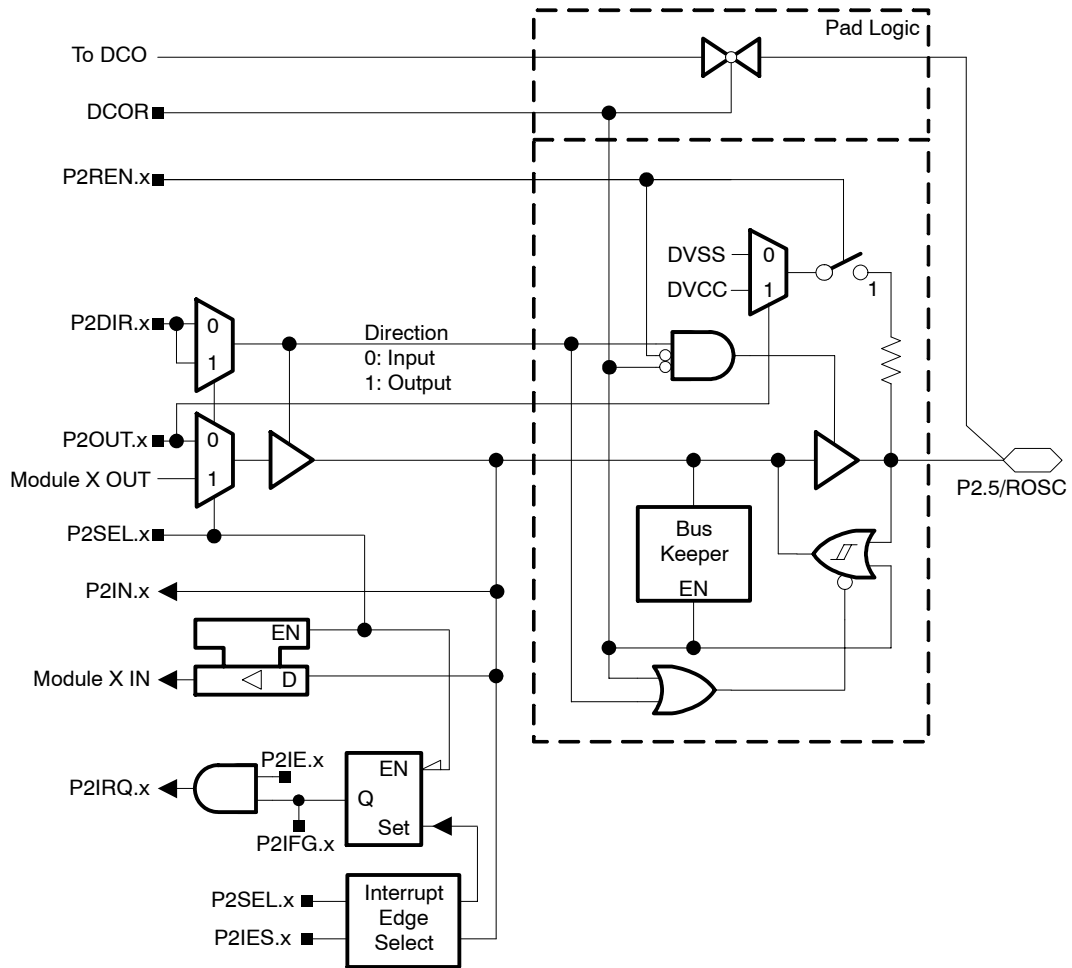 Pad Logic
To DCO
DCOR
P2REN.x
DVSS
0
DVCC
1
1
P2DIR.x
0
1
Direction
0: Input
1: Output
P2OUT.x
0
Module X OUT
1
P2.5/ROSC
P2SEL.x
Bus
Keeper
EN
P2IN.x
EN
Module X IN
D
P2IE.x
EN
P2IRQ.x
Q
Set
P2IFG.x
P2SEL.x
P2IES.x
Interrupt
Edge
Select